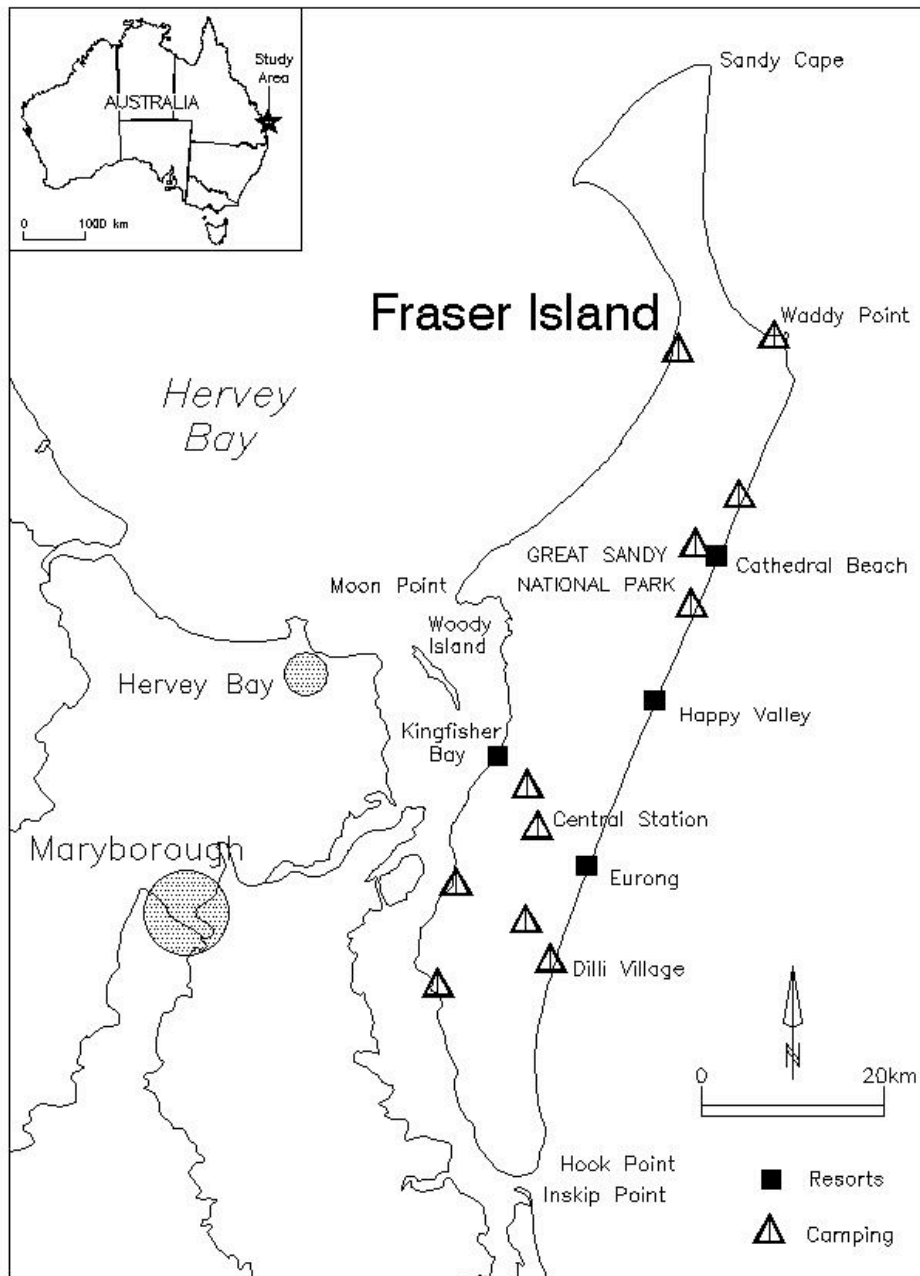 Study
Area
AUSTRALIA
0 1000 km
Sandy Cape
Fraser Island
Waddy Point
Hervey
Bay
GREAT SANDY
NATIONAL PARK
Cathedral Beach
Moon Point
Woody
Island
Hervey Bay
Happy Valley
Kingfisher
Bay
Central Station
Maryborough
Eurong
Dilli Village
N
0 20km
Hook Point
Inskip Point
Resorts
Camping